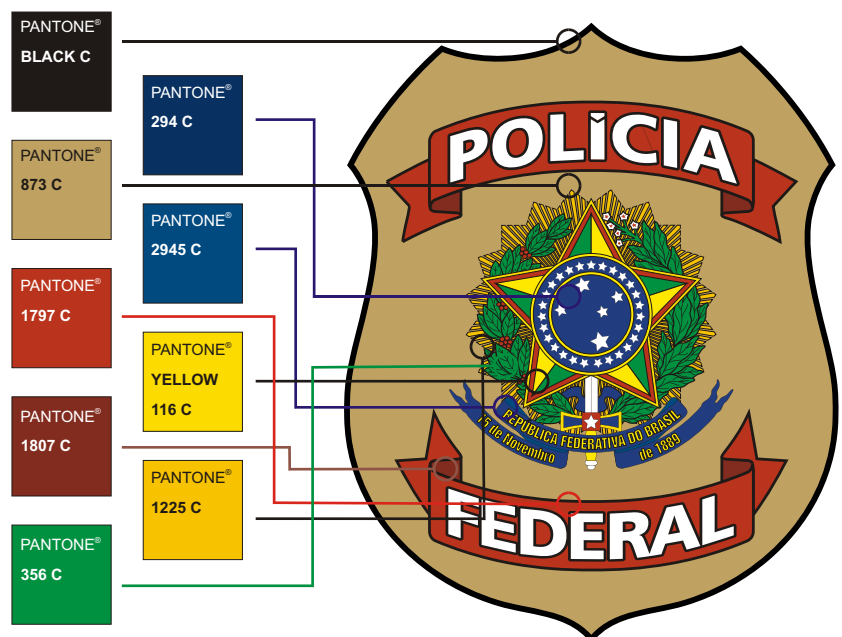 PANTONE®
BLACK C
PANTONE®
294 C
PANTONE®
873 C
PANTONE®
2945 C
PANTONE®
1797 C
PANTONE®
YELLOW
116 C
PANTONE®
1807 C
PANTONE®
1225 C
PANTONE®
356 C
POLÍCIA
REPÚBLICA FEDERATIVA DO BRASIL
15 de Novembro
de 1889
FEDERAL